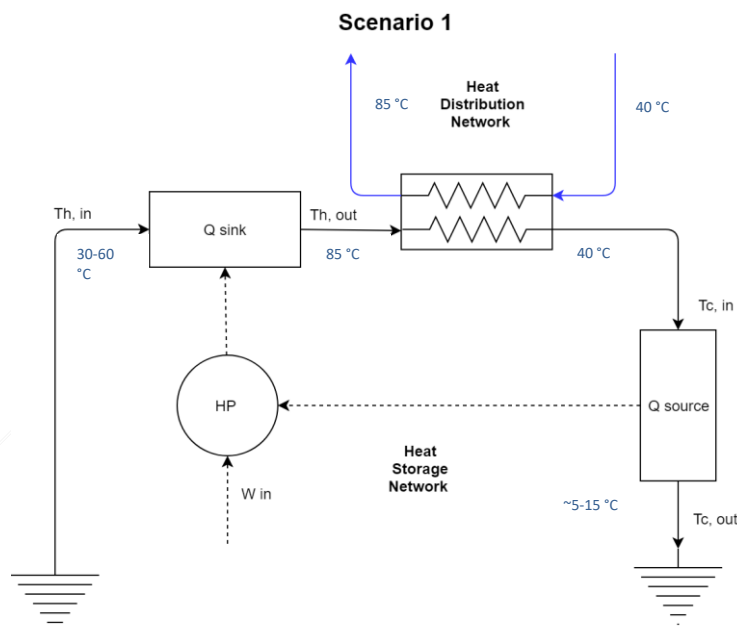 Scenario 1
85 °C
Heat
Distribution
Network
40 °C
Th, in
Q sink
Th, out
30-60
°C
85 °C
40 °C
Tc, in
HP
Q source
Heat
Storage
Network
W in
~5-15 °C
Tc, out